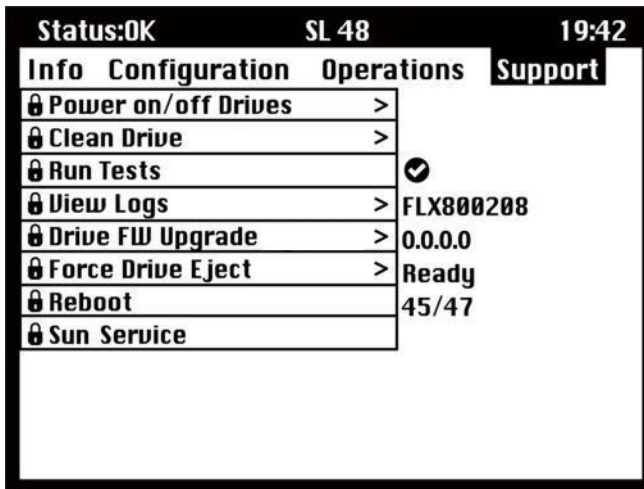 Status:OK SL 48 19:42
Info Configuration Operations Support
Power on/off Drives >
Clean Drive >
Run Tests
View Logs > FLX800208
Drive FW Upgrade > 0.0.0.0
Force Drive Eject > Ready
Reboot 45/47
Sun Service